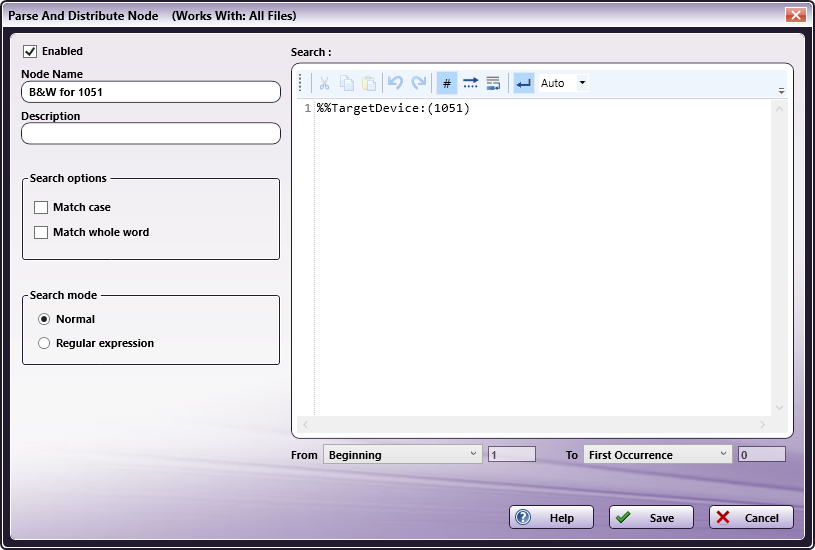 Parse And Distribute Node (Works With: All Files)
Enabled
Node Name
B&W for 1051
Description
Search options
Match case
Match whole word
Search mode
Normal
Regular expression
Search :
# Auto
1 %%TargetDevice:(1051)
From Beginning 1 To First Occurrence 0
Help Save Cancel